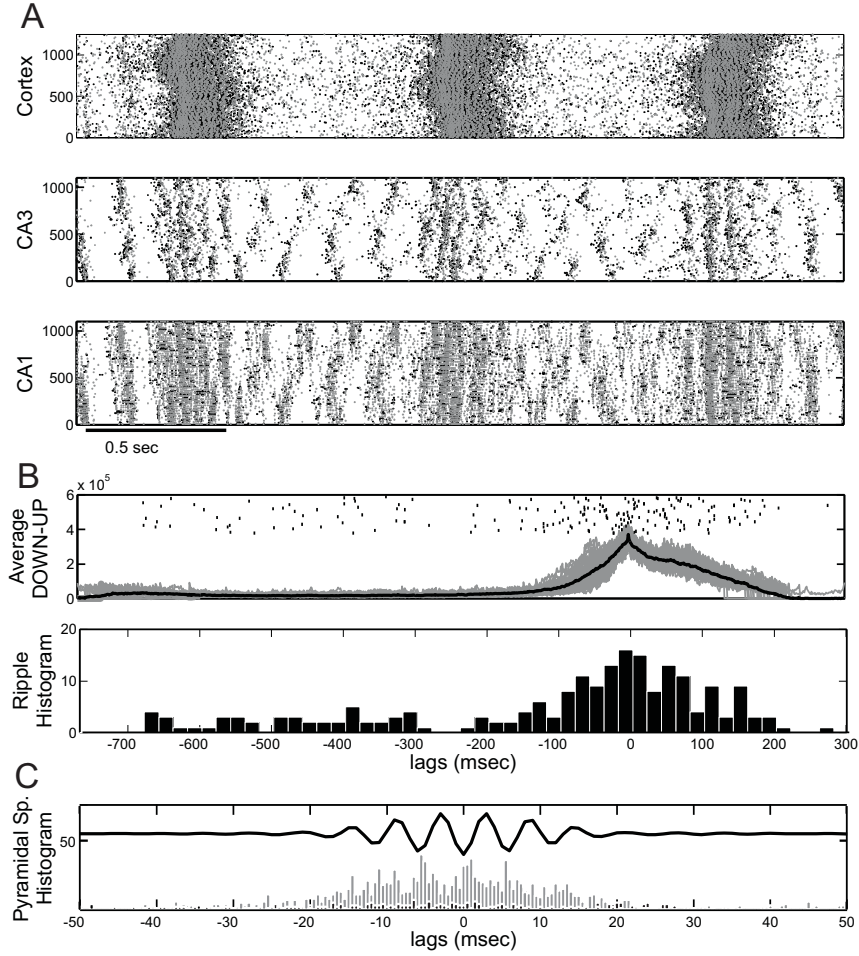 A
Cortex
1000
500
0
CA3
1000
500
0
CA1
1000
500
0
0.5 sec
B
6 x 10^5
4
2
0
Average
DOWN-UP
20
10
0
Ripple
Histogram
-700 -600 -500 -400 -300 -200 -100 0 100 200 300
lags (msec)
C
Pyramidal Sp.
Histogram
50
-50 -40 -30 -20 -10 0 10 20 30 40 50
lags (msec)